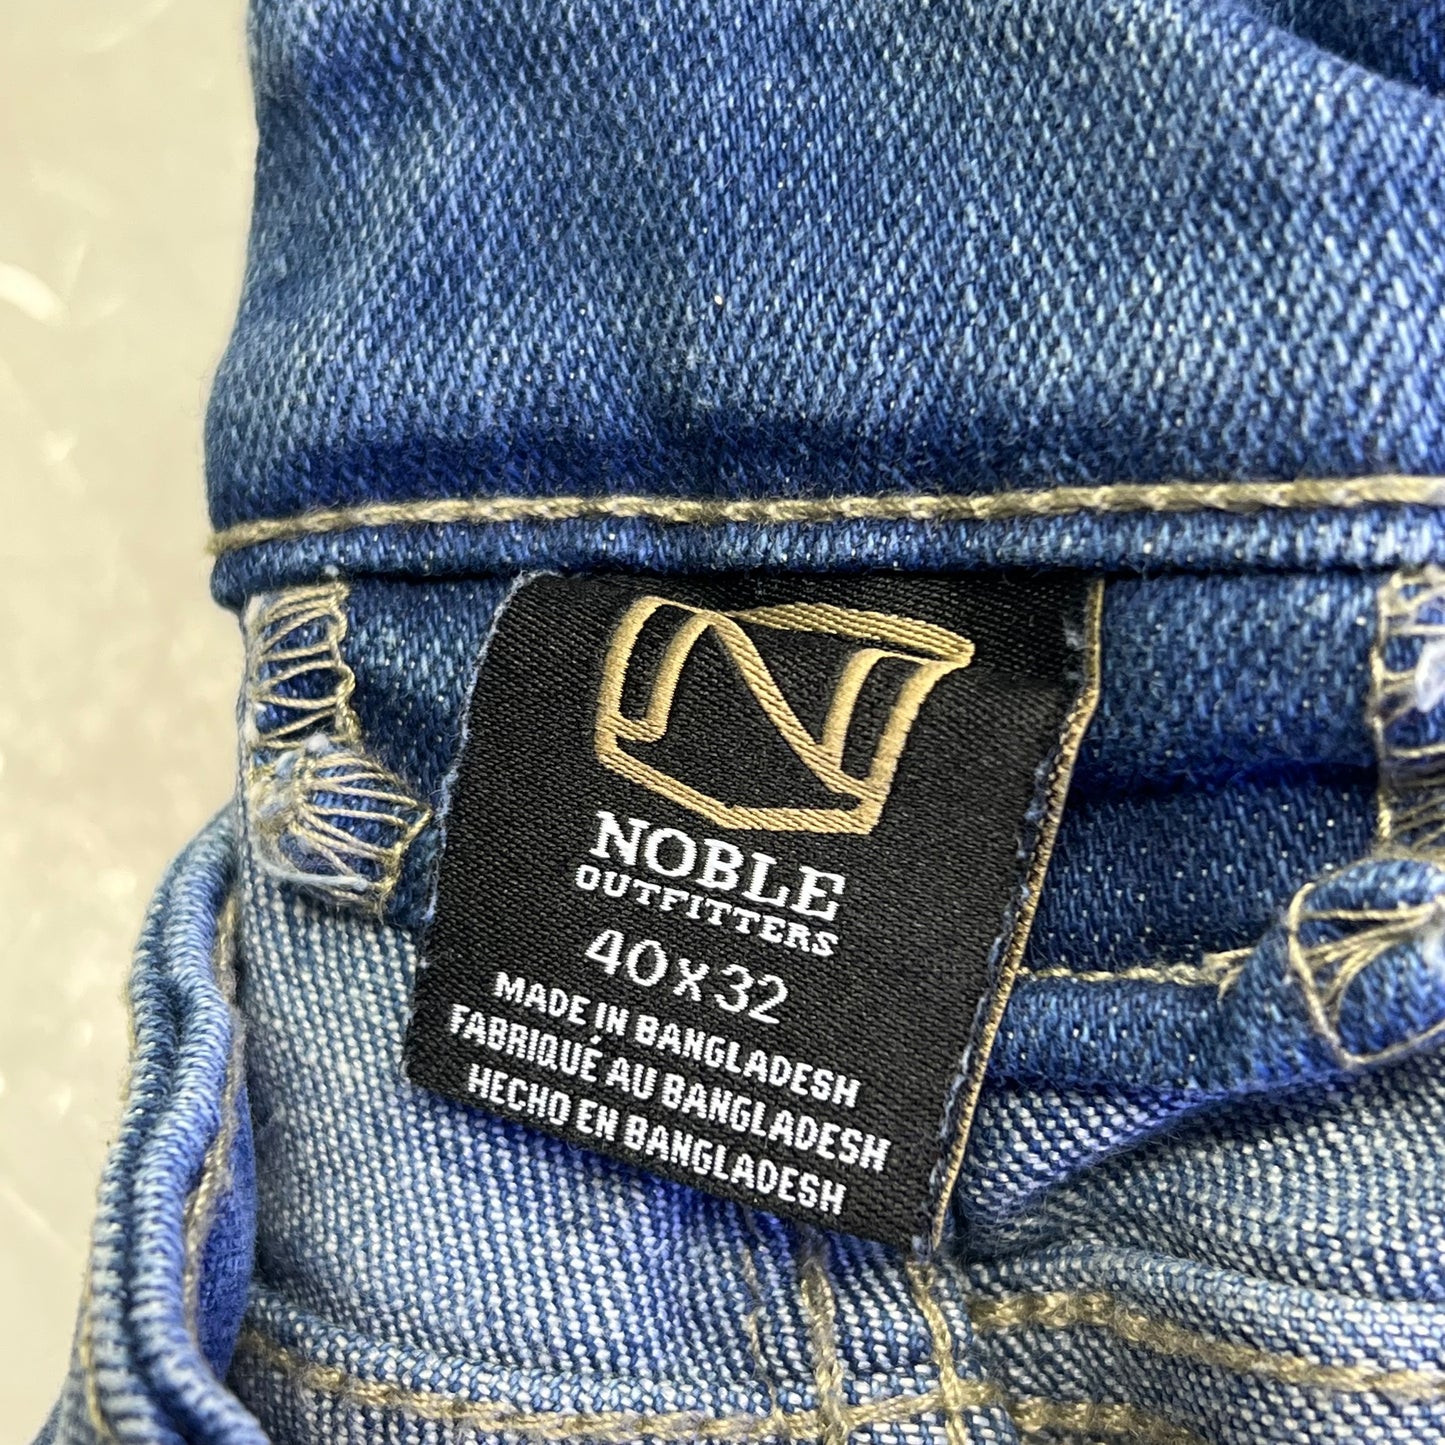 NOBLE
OUTFITTERS
40X32
MADE IN BANGLADESH
FABRIQUÉ AU BANGLADESH
HECHO EN BANGLADESH